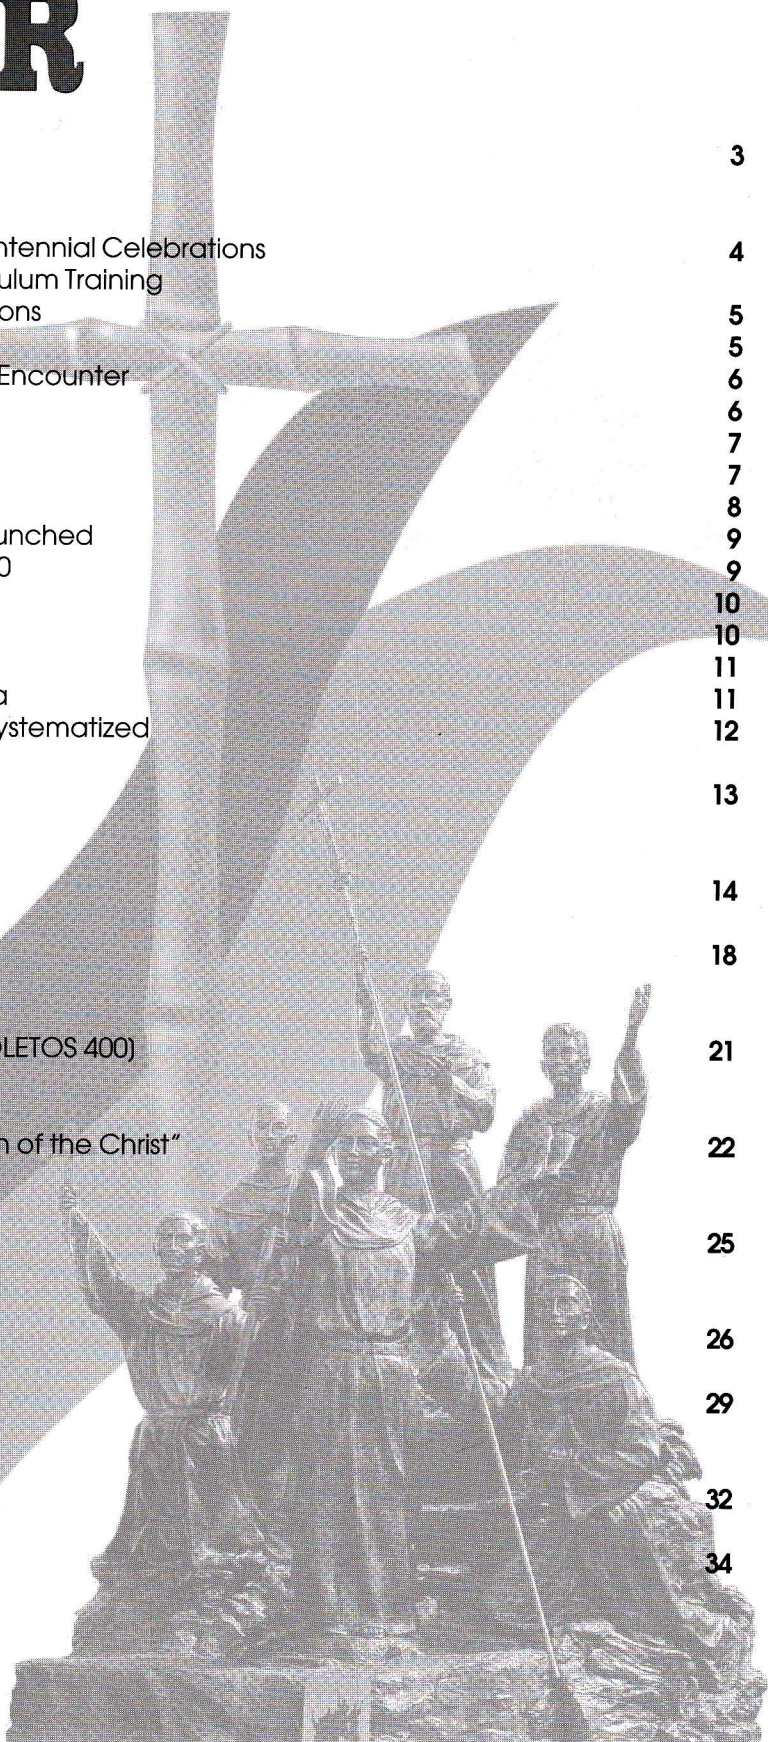 R
3
ntennial Celebrations 4
ulum Training
ons 5
5
Encounter 6
6
7
7
8
unched 9
0 9
10
10
11
a 11
ystematized 12
13
14
18
LETOS 400) 21
n of the Christ" 22
25
26
29
32
34